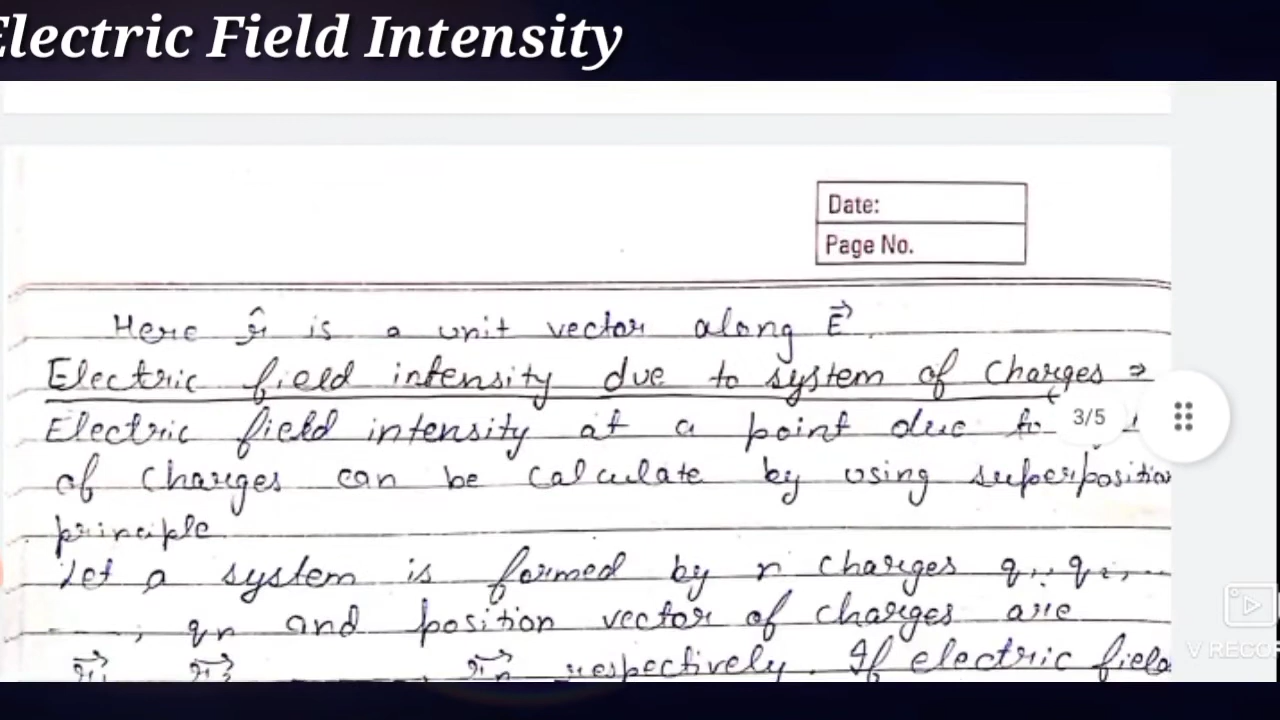 Electric Field Intensity
Date:
Page No.
Here r̂ is a unit vector along E⃗.
Electric field intensity due to system of Charges ⇒
Electric field intensity at a point due to
3/5
of Charges can be calculate by using superposition
principle
Let a system is formed by n charges q₁, q₂, ...
..., qn and position vector of charges are
r⃗₁, r⃗₂ ..., r⃗n respectively. If electric field
V RECOR